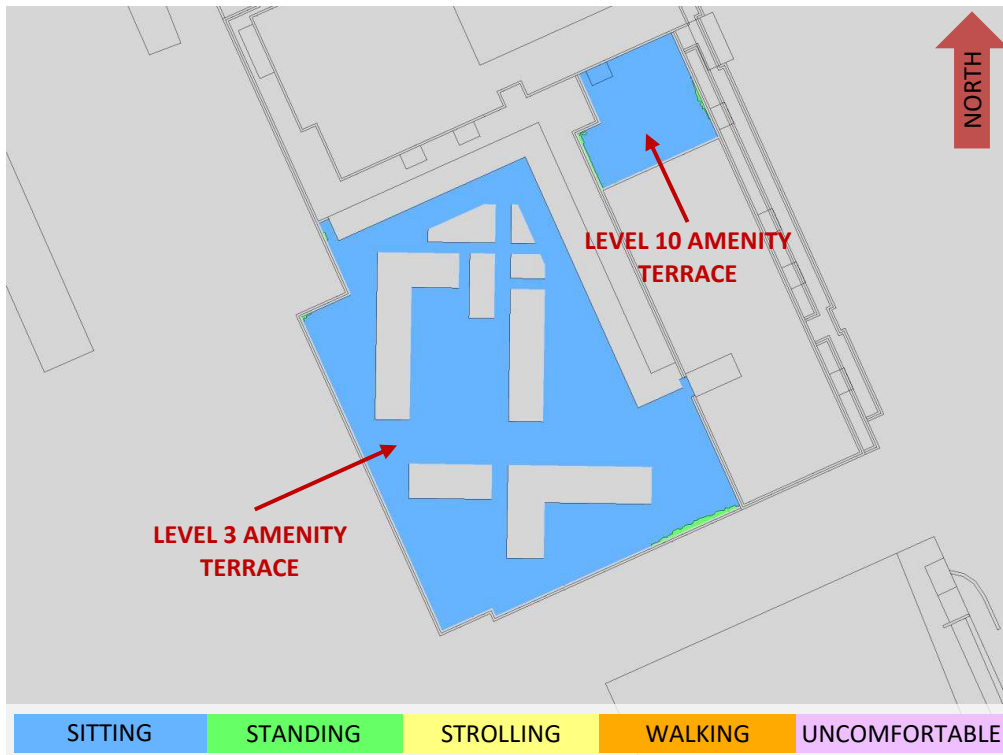 NORTH
LEVEL 10 AMENITY
TERRACE
LEVEL 3 AMENITY
TERRACE
SITTING
STANDING
STROLLING
WALKING
UNCOMFORTABLE